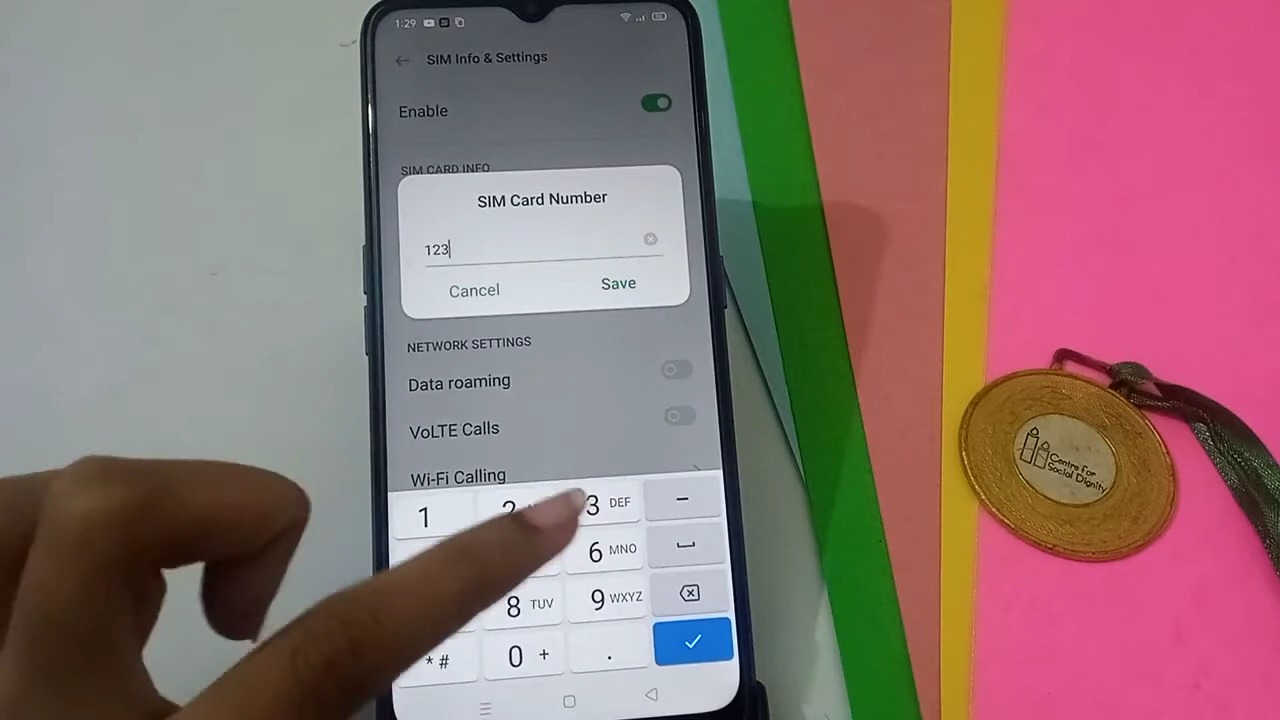 1:29
SIM Info & Settings
Enable
SIM CARD INFO
SIM Card Number
123
Cancel
Save
NETWORK SETTINGS
Data roaming
VoLTE Calls
Wi-Fi Calling
1
2
3 DEF
6 MNO
8 TUV
9 WXYZ
* #
0 +
Centre for
Social Dignity